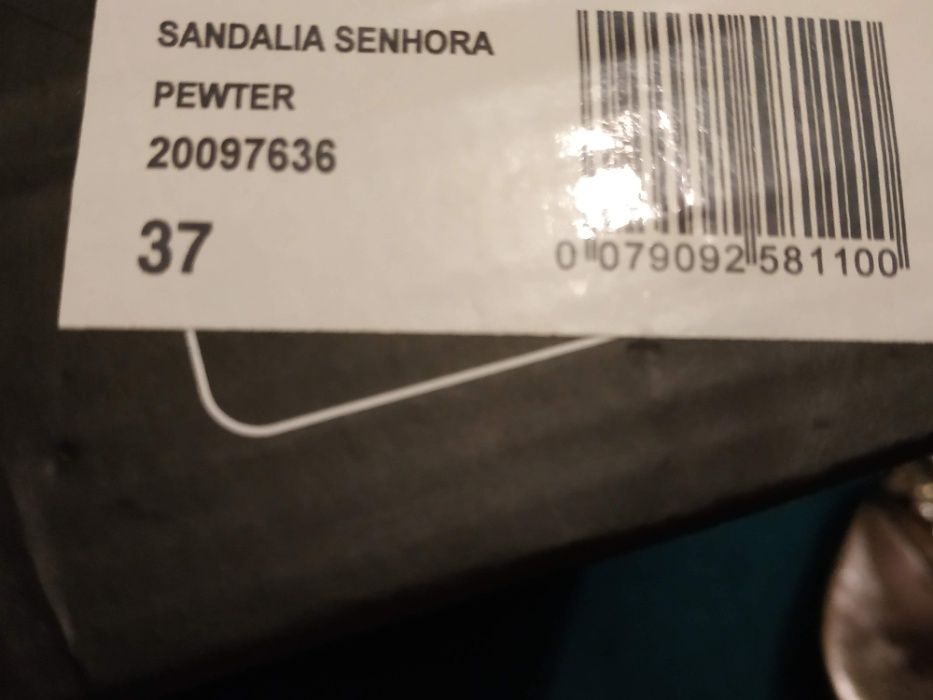 SANDALIA SENHORA
PEWTER
20097636
37
0 079092 581100